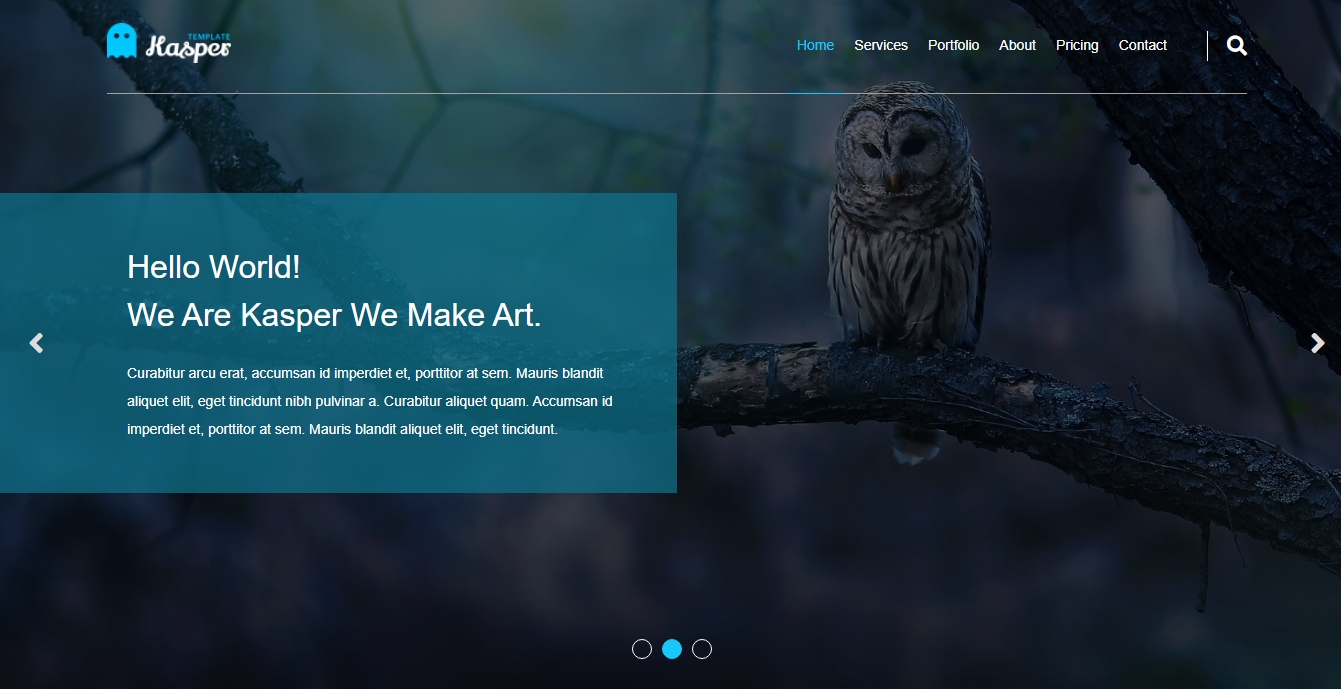 TEMPLATE
Kasper
Home Services Portfolio About Pricing Contact
Hello World!
We Are Kasper We Make Art.
Curabitur arcu erat, accumsan id imperdiet et, porttitor at sem. Mauris blandit
aliquet elit, eget tincidunt nibh pulvinar a. Curabitur aliquet quam. Accumsan id
imperdiet et, porttitor at sem. Mauris blandit aliquet elit, eget tincidunt.